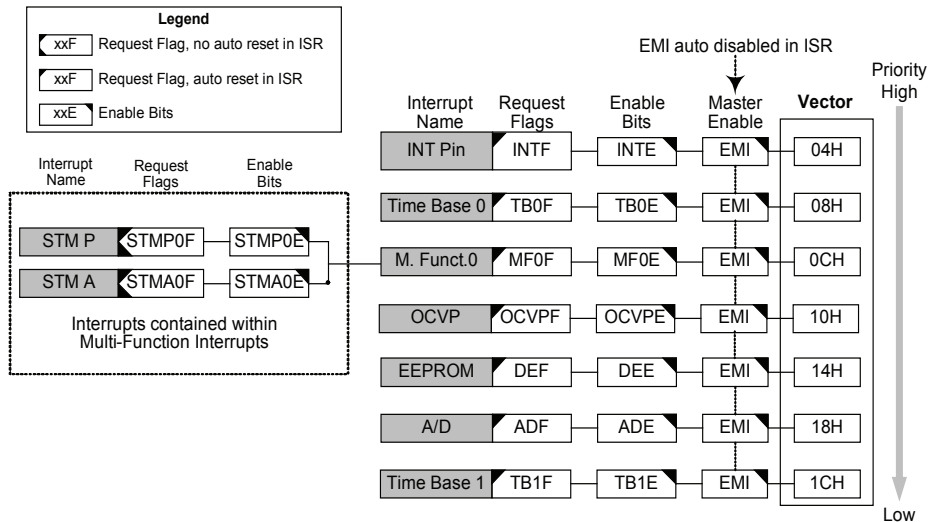 Legend
xxF Request Flag, no auto reset in ISR
xxF Request Flag, auto reset in ISR
xxE Enable Bits
EMI auto disabled in ISR
Priority
High
Interrupt Name Request Flags Enable Bits Master Enable Vector
INT Pin INTF INTE EMI 04H
Time Base 0 TB0F TB0E EMI 08H
M. Funct.0 MF0F MF0E EMI 0CH
OCVP OCVPF OCVPE EMI 10H
EEPROM DEF DEE EMI 14H
A/D ADF ADE EMI 18H
Time Base 1 TB1F TB1E EMI 1CH
Low
Interrupt Name Request Flags Enable Bits
STM P STMP0F STMP0E
STM A STMA0F STMA0E
Interrupts contained within
Multi-Function Interrupts